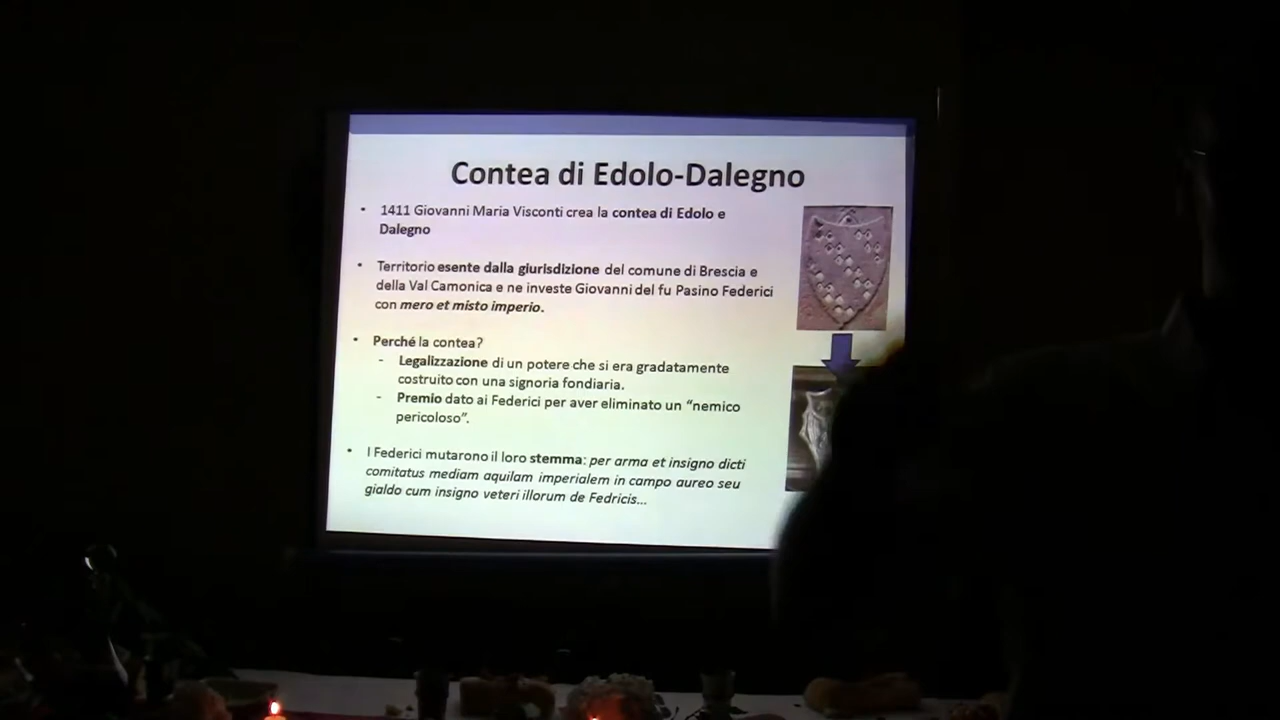 Contea di Edolo-Dalegno
• 1411 Giovanni Maria Visconti crea la contea di Edolo e
Dalegno
• Territorio esente dalla giurisdizione del comune di Brescia e
della Val Camonica e ne investe Giovanni del fu Pasino Federici
con mero et misto imperio.
• Perché la contea?
- Legalizzazione di un potere che si era gradatamente
costruito con una signoria fondiaria.
- Premio dato ai Federici per aver eliminato un “nemico
pericoloso”.
• I Federici mutarono il loro stemma: per arma et insigno dicti
comitatus mediam aquilam imperialem in campo aureo seu
gialdo cum insigno veteri illorum de Fedricis...